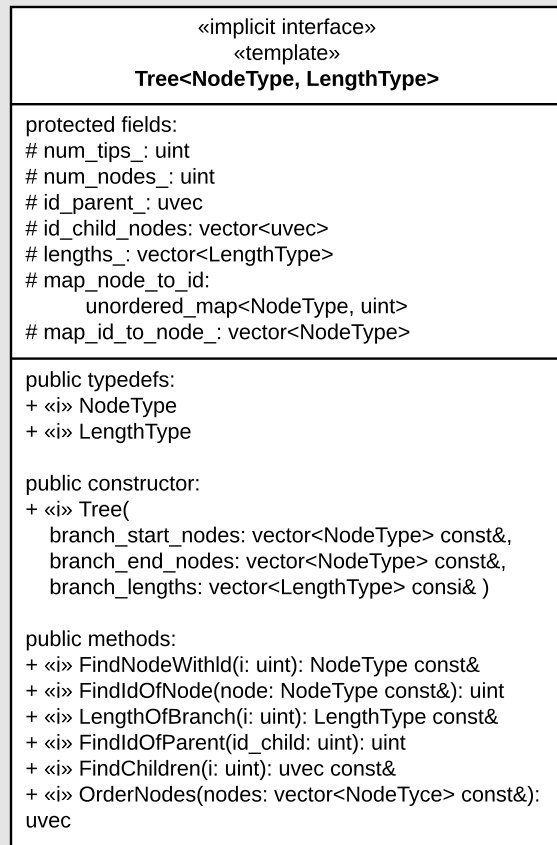 «implicit interface»
«template»
Tree<NodeType, LengthType>
protected fields:
# num_tips_: uint
# num_nodes_: uint
# id_parent_: uvec
# id_child_nodes: vector<uvec>
# lengths_: vector<LengthType>
# map_node_to_id:
unordered_map<NodeType, uint>
# map_id_to_node_: vector<NodeType>
public typedefs:
+ «i» NodeType
+ «i» LengthType
public constructor:
+ «i» Tree(
branch_start_nodes: vector<NodeType> const&,
branch_end_nodes: vector<NodeType> const&,
branch_lengths: vector<LengthType> consi& )
public methods:
+ «i» FindNodeWithld(i: uint): NodeType const&
+ «i» FindIdOfNode(node: NodeType const&): uint
+ «i» LengthOfBranch(i: uint): LengthType const&
+ «i» FindIdOfParent(id_child: uint): uint
+ «i» FindChildren(i: uint): uvec const&
+ «i» OrderNodes(nodes: vector<NodeTyce> const&):
uvec